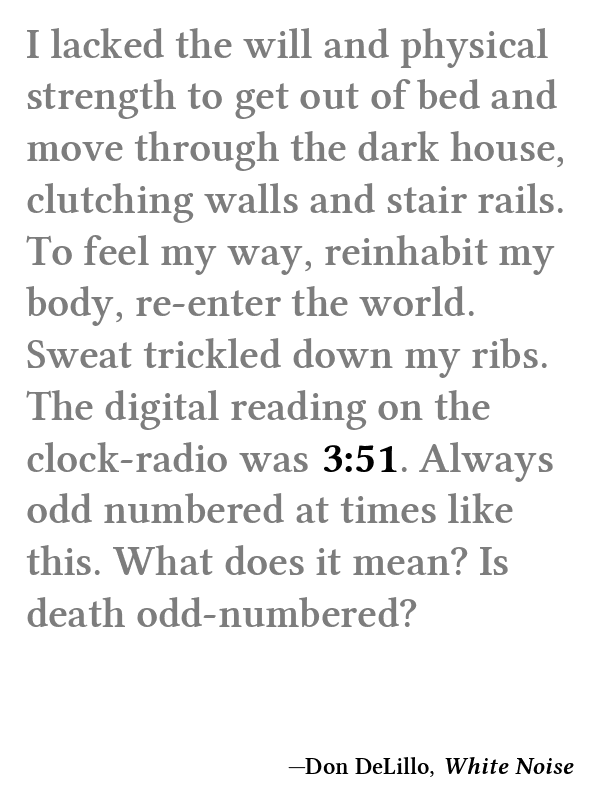 I lacked the will and physical
strength to get out of bed and
move through the dark house,
clutching walls and stair rails.
To feel my way, reinhabit my
body, re-enter the world.
Sweat trickled down my ribs.
The digital reading on the
clock-radio was 3:51. Always
odd numbered at times like
this. What does it mean? Is
death odd-numbered?
—Don DeLillo, White Noise